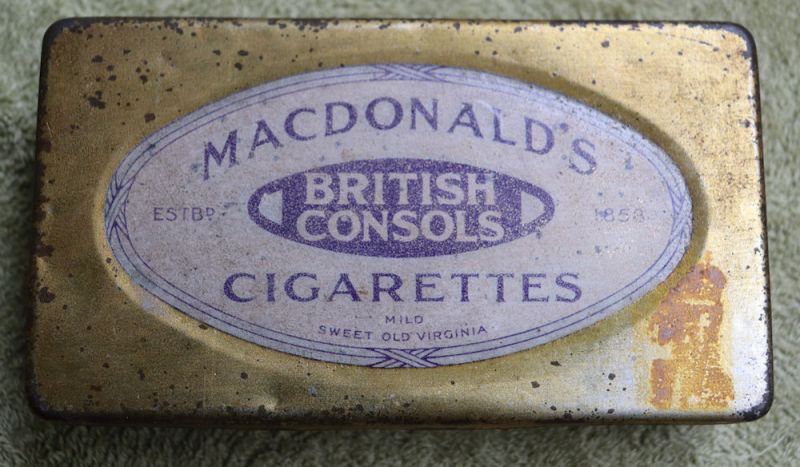 MACDONALD'S
BRITISH
CONSOLS
ESTBD 1858
CIGARETTES
MILD
SWEET OLD VIRGINIA